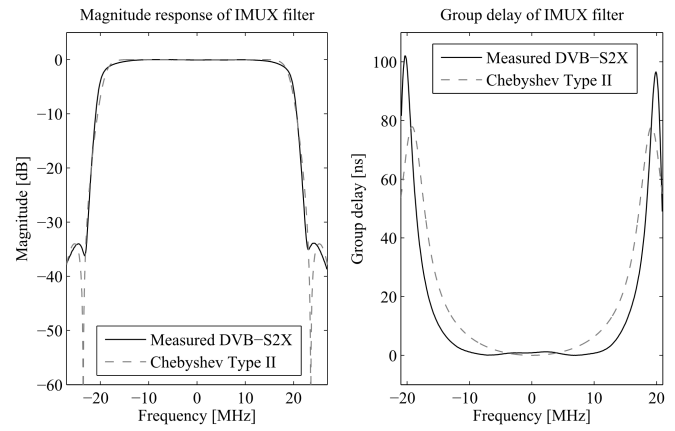 Magnitude response of IMUX filter
0
−10
−20
−30
−40
−50
−60
Magnitude [dB]
Measured DVB−S2X
Chebyshev Type II
−20 −10 0 10 20
Frequency [MHz]
Group delay of IMUX filter
Measured DVB−S2X
Chebyshev Type II
100
80
60
40
20
0
Group delay [ns]
−20 −10 0 10 20
Frequency [MHz]